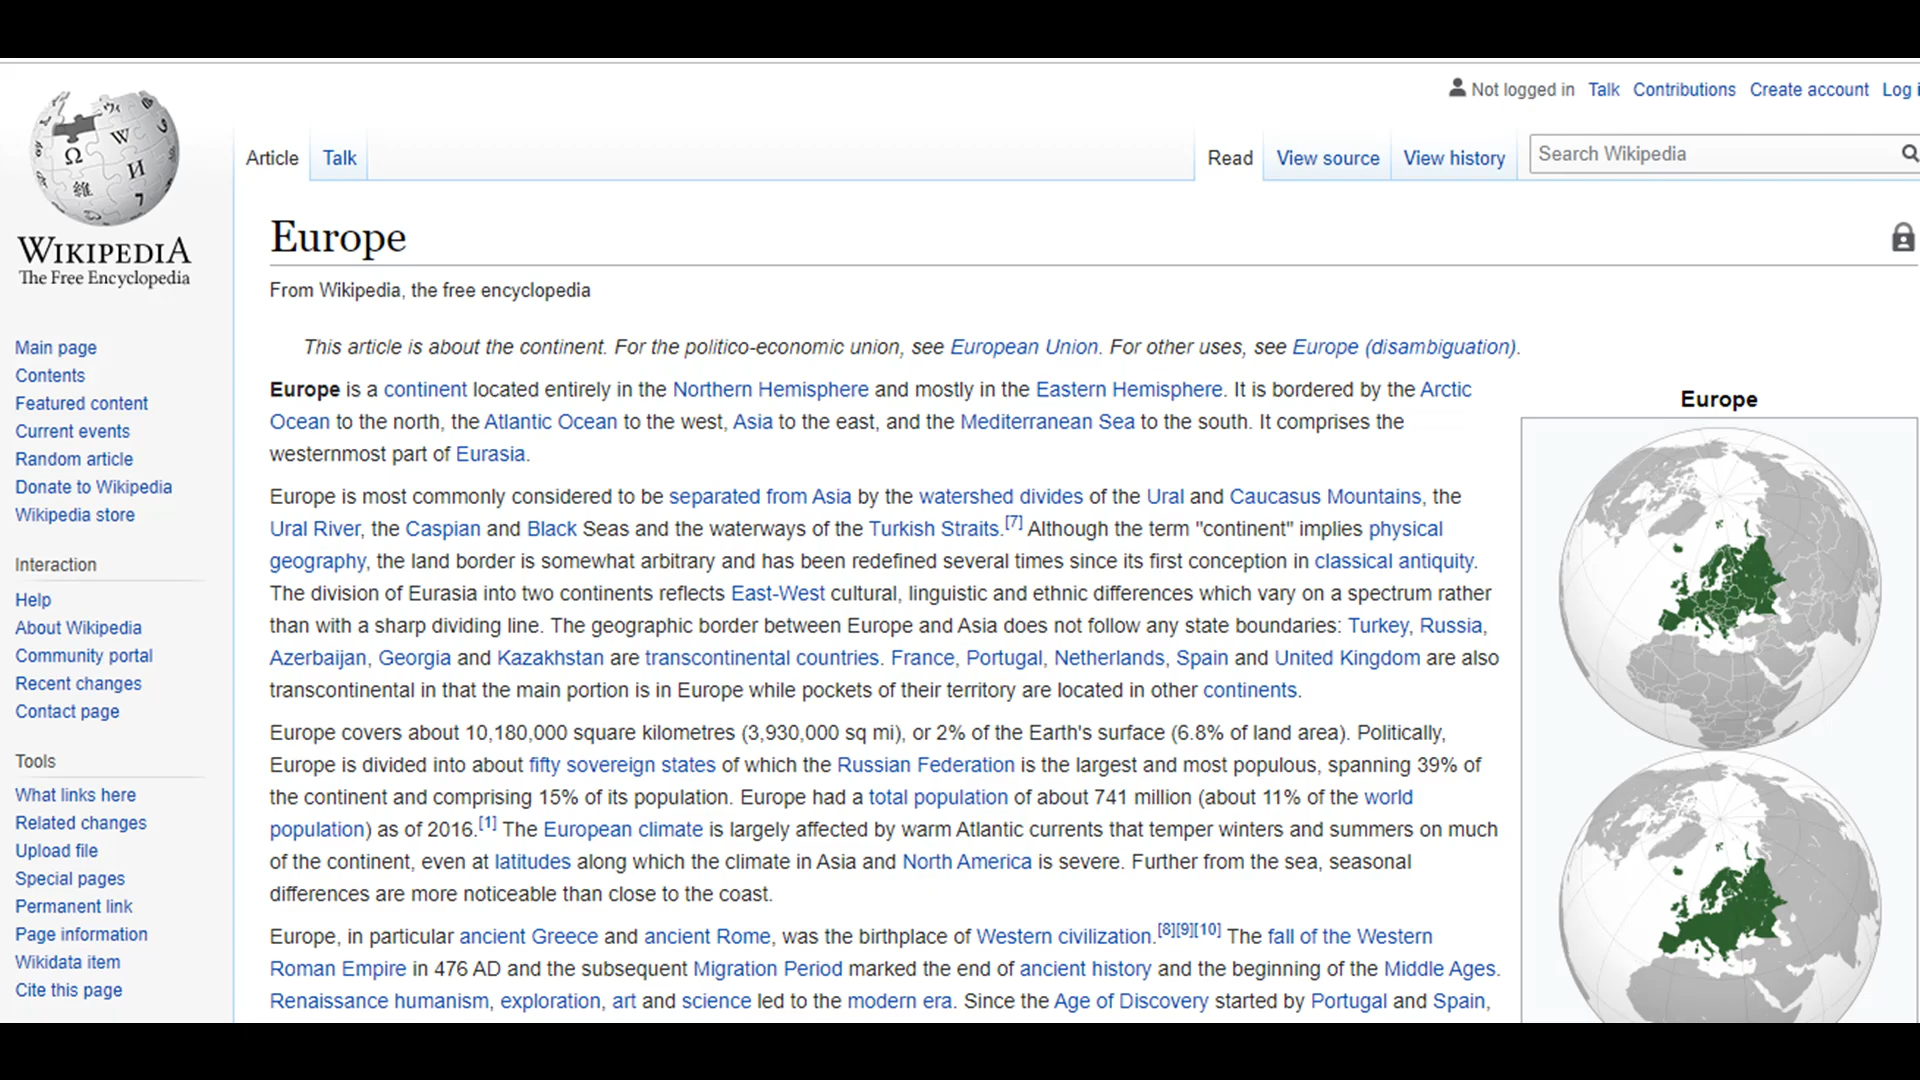 Not logged in Talk Contributions Create account Log i
Article Talk Read View source View history Search Wikipedia
WIKIPEDIA
The Free Encyclopedia
Main page
Contents
Featured content
Current events
Random article
Donate to Wikipedia
Wikipedia store
Interaction
Help
About Wikipedia
Community portal
Recent changes
Contact page
Tools
What links here
Related changes
Upload file
Special pages
Permanent link
Page information
Wikidata item
Cite this page
Europe
From Wikipedia, the free encyclopedia
This article is about the continent. For the politico-economic union, see European Union. For other uses, see Europe (disambiguation).
Europe is a continent located entirely in the Northern Hemisphere and mostly in the Eastern Hemisphere. It is bordered by the Arctic
Ocean to the north, the Atlantic Ocean to the west, Asia to the east, and the Mediterranean Sea to the south. It comprises the
westernmost part of Eurasia.
Europe is most commonly considered to be separated from Asia by the watershed divides of the Ural and Caucasus Mountains, the
Ural River, the Caspian and Black Seas and the waterways of the Turkish Straits.[7] Although the term "continent" implies physical
geography, the land border is somewhat arbitrary and has been redefined several times since its first conception in classical antiquity.
The division of Eurasia into two continents reflects East-West cultural, linguistic and ethnic differences which vary on a spectrum rather
than with a sharp dividing line. The geographic border between Europe and Asia does not follow any state boundaries: Turkey, Russia,
Azerbaijan, Georgia and Kazakhstan are transcontinental countries. France, Portugal, Netherlands, Spain and United Kingdom are also
transcontinental in that the main portion is in Europe while pockets of their territory are located in other continents.
Europe covers about 10,180,000 square kilometres (3,930,000 sq mi), or 2% of the Earth's surface (6.8% of land area). Politically,
Europe is divided into about fifty sovereign states of which the Russian Federation is the largest and most populous, spanning 39% of
the continent and comprising 15% of its population. Europe had a total population of about 741 million (about 11% of the world
population) as of 2016.[1] The European climate is largely affected by warm Atlantic currents that temper winters and summers on much
of the continent, even at latitudes along which the climate in Asia and North America is severe. Further from the sea, seasonal
differences are more noticeable than close to the coast.
Europe, in particular ancient Greece and ancient Rome, was the birthplace of Western civilization.[8][9][10] The fall of the Western
Roman Empire in 476 AD and the subsequent Migration Period marked the end of ancient history and the beginning of the Middle Ages.
Renaissance humanism, exploration, art and science led to the modern era. Since the Age of Discovery started by Portugal and Spain,
Europe